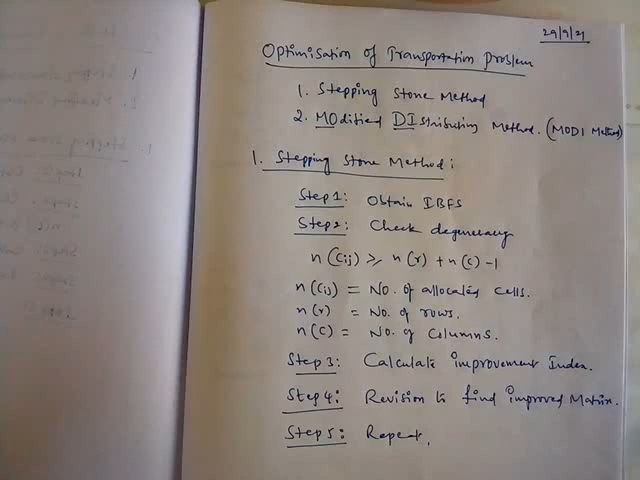 29/9/21
Optimisation of Transportation Problem
1. Stepping Stone Method
2. MOdified DIstributing Method. (MODI Method)
1. Stepping Stone Method:
Step 1: Obtain IBFS
Step 2: Check degeneracy
n(Cij) ≥ n(r) + n(c) - 1
n(Cij) = No. of allocated cells.
n(r) = No. of rows.
n(C) = No. of Columns.
Step 3: Calculate improvement Index.
Step 4: Revision to find improved Matrix.
Step 5: Repeat.